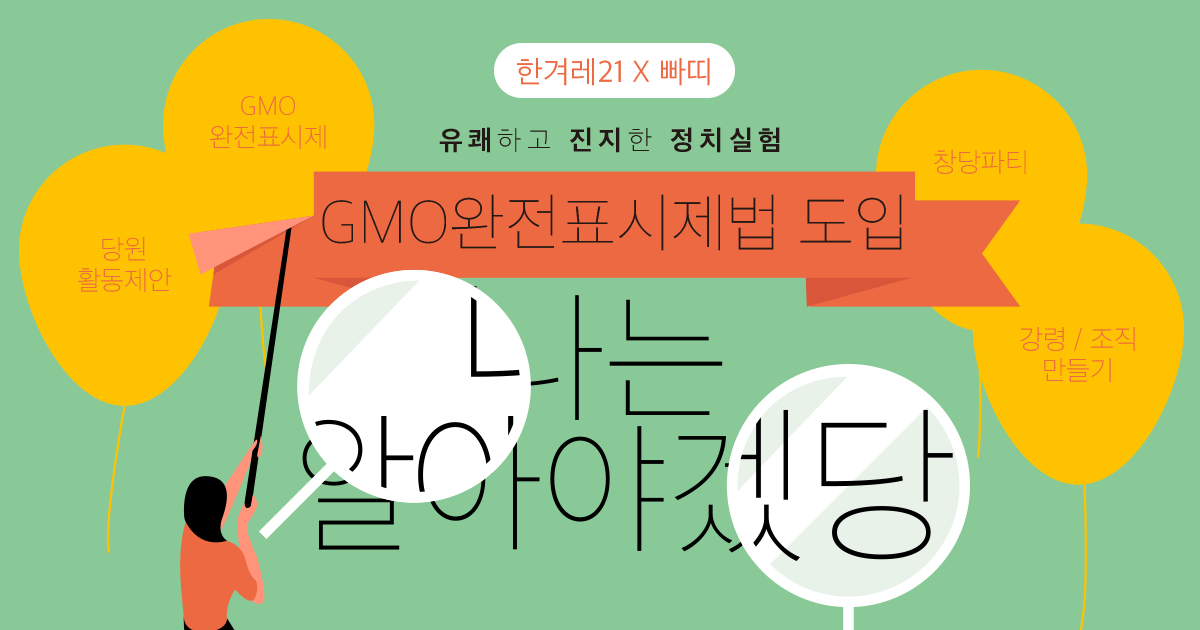 한겨레21 X 빠띠
유쾌하고 진지한 정치실험
GMO완전표시제법 도입
나는
알아야겠당
GMO
완전표시제
당원
활동제안
창당파티
강령 / 조직
만들기